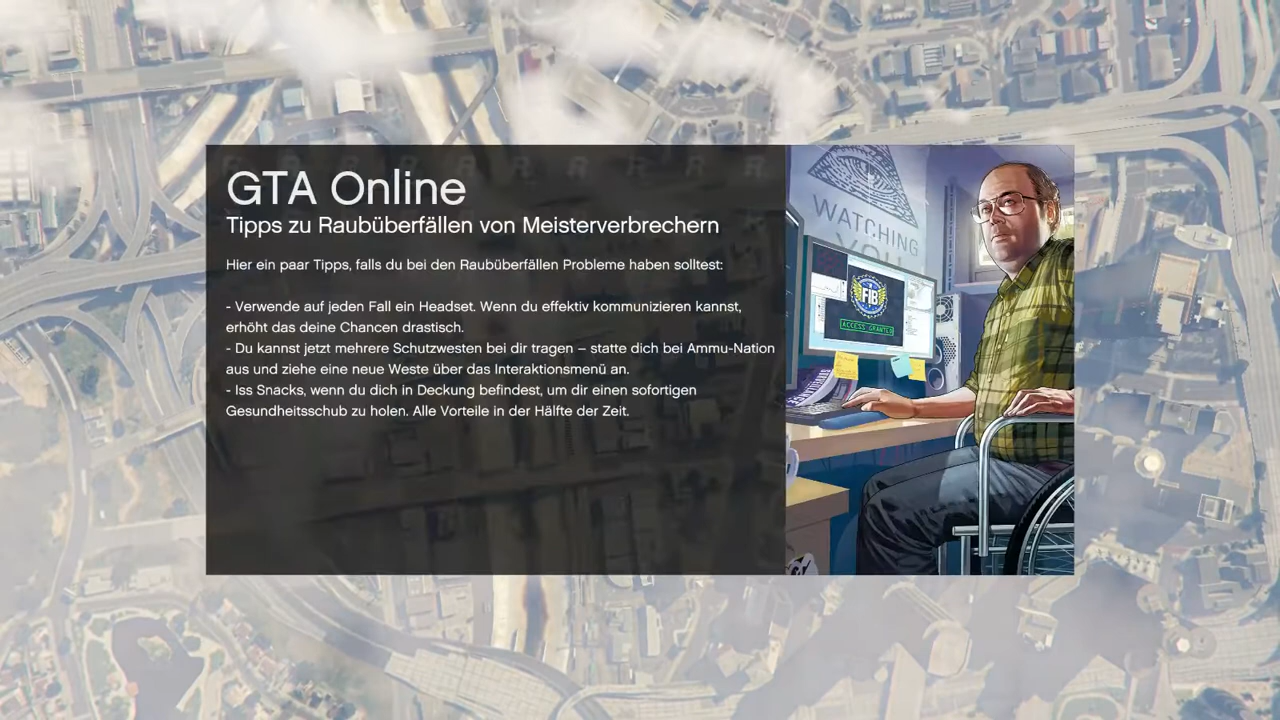 GTA Online
Tipps zu Raubüberfällen von Meisterverbrechern
Hier ein paar Tipps, falls du bei den Raubüberfällen Probleme haben solltest:
- Verwende auf jeden Fall ein Headset. Wenn du effektiv kommunizieren kannst,
erhöht das deine Chancen drastisch.
- Du kannst jetzt mehrere Schutzwesten bei dir tragen – statte dich bei Ammu-Nation
aus und ziehe eine neue Weste über das Interaktionsmenü an.
- Iss Snacks, wenn du dich in Deckung befindest, um dir einen sofortigen
Gesundheitsschub zu holen. Alle Vorteile in der Hälfte der Zeit.
WATCHING
YOU
FIB
ACCESS GRANTED